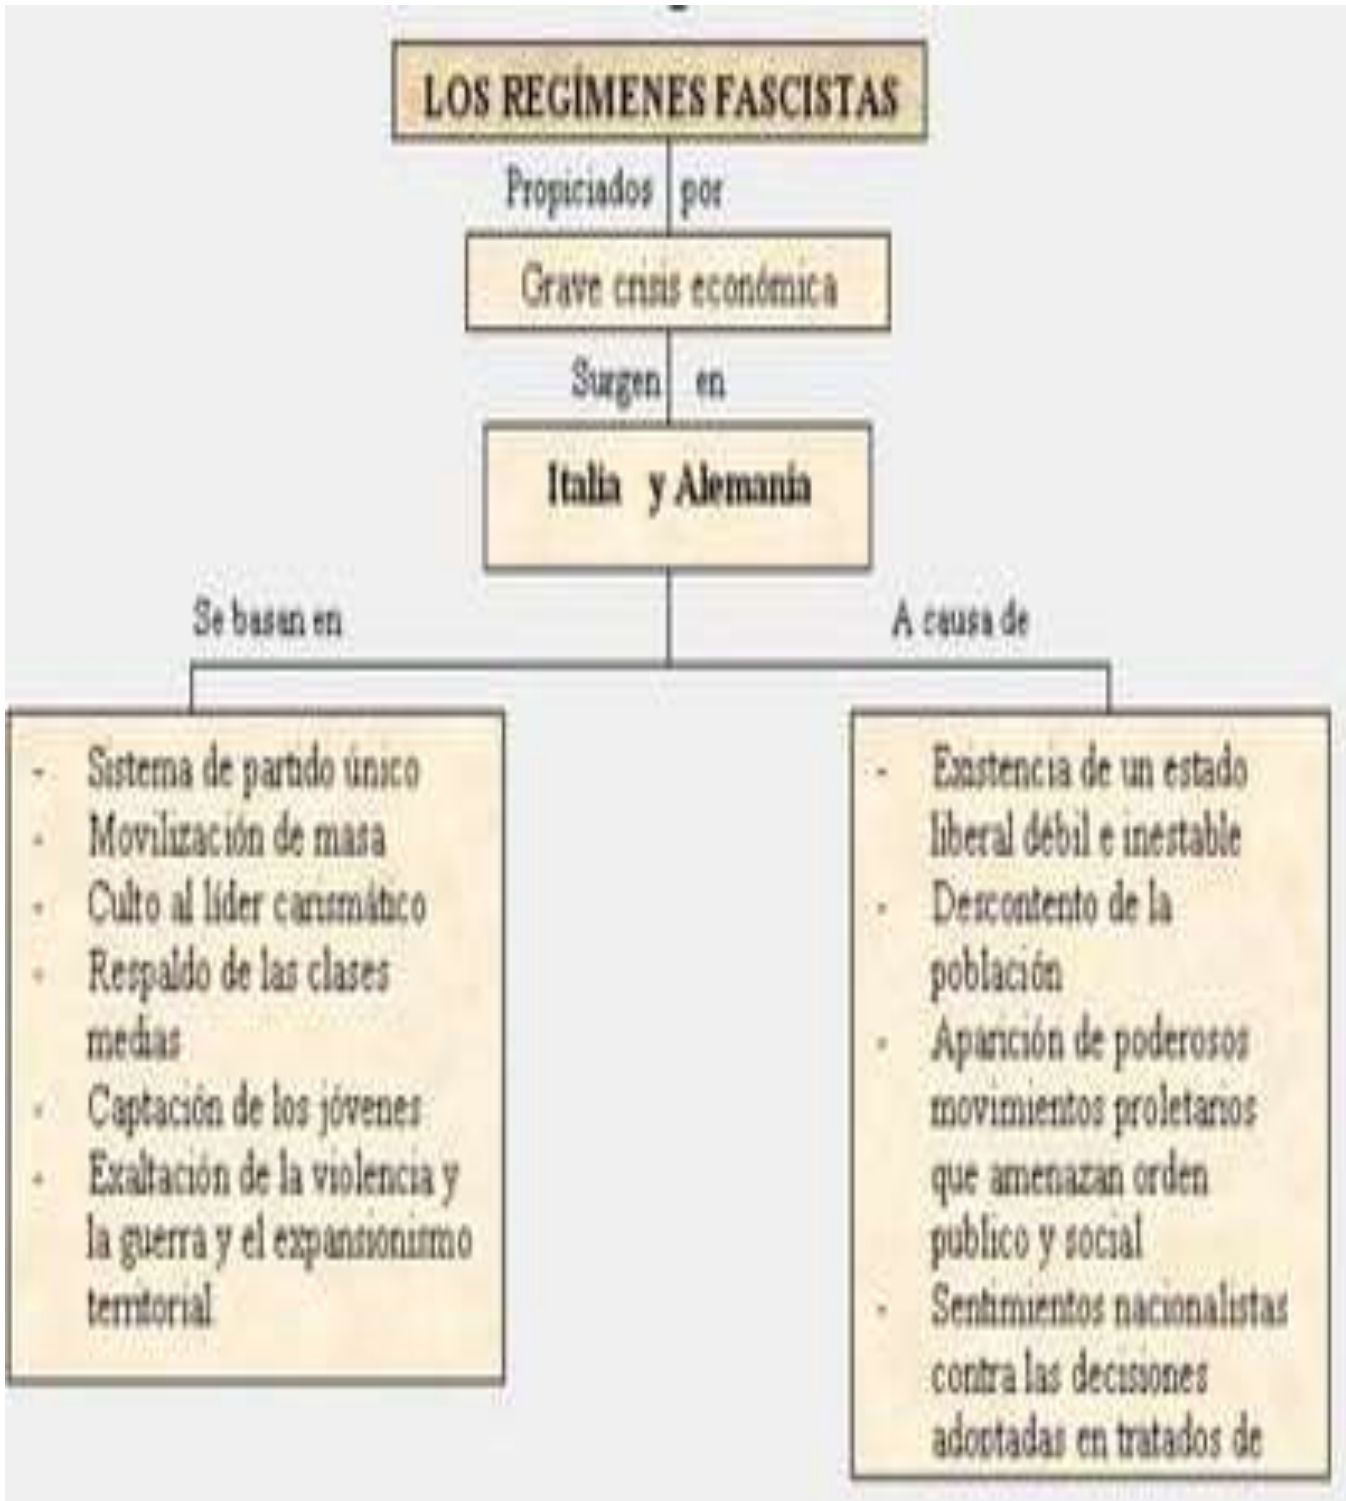 LOS REGÍMENES FASCISTAS
Propiciados por
Grave crisis económica
Surgen en
Italia y Alemania
Se basan en
A causa de
- Sistema de partido único
- Movilización de masa
- Culto al líder carismático
- Respaldo de las clases
medias
- Captación de los jóvenes
- Exaltación de la violencia y
la guerra y el expansionismo
territorial
- Existencia de un estado
liberal débil e inestable
- Descontento de la
población
- Aparición de poderosos
movimientos proletarios
que amenazan orden
publico y social
- Sentimientos nacionalistas
contra las decisiones
adoptadas en tratados de